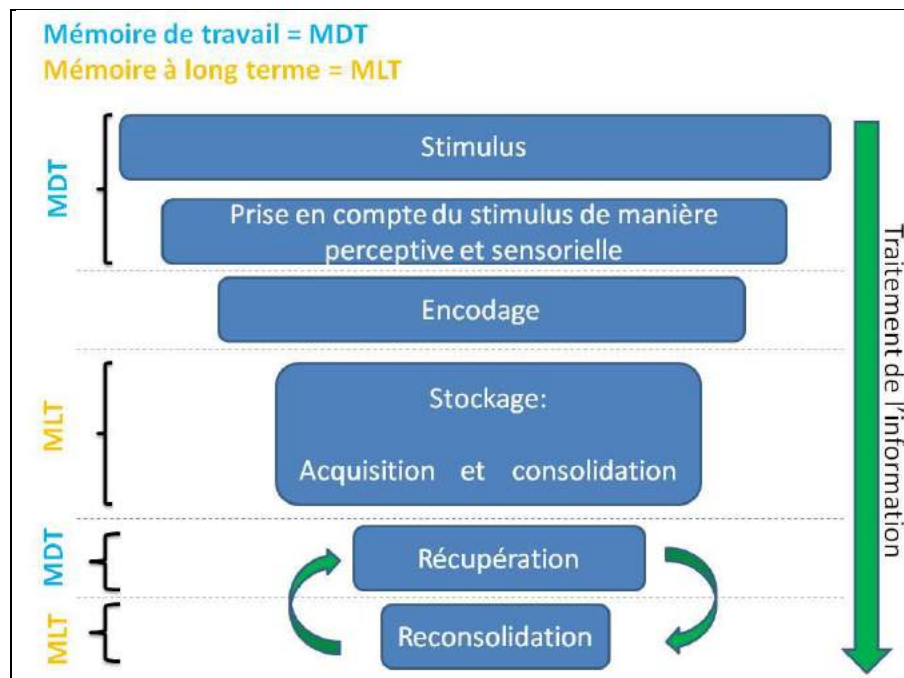 Mémoire de travail = MDT
Mémoire à long terme = MLT
MDT
Stimulus
Prise en compte du stimulus de manière
perceptive et sensorielle
Encodage
MLT
Stockage:
Acquisition et consolidation
MDT
Récupération
MLT
Reconsolidation
Traitement de l'information